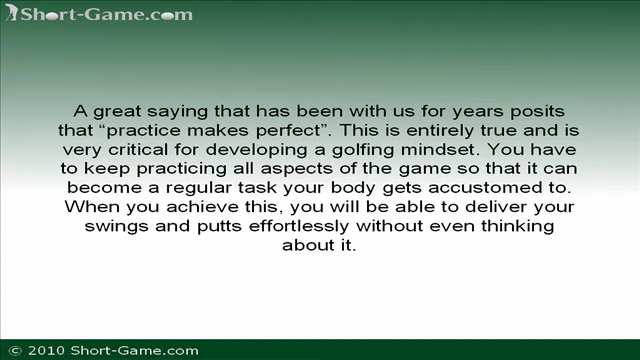 Short-Game.com
A great saying that has been with us for years posits
that “practice makes perfect”. This is entirely true and is
very critical for developing a golfing mindset. You have
to keep practicing all aspects of the game so that it can
become a regular task your body gets accustomed to.
When you achieve this, you will be able to deliver your
swings and putts effortlessly without even thinking
about it.
© 2010 Short-Game.com